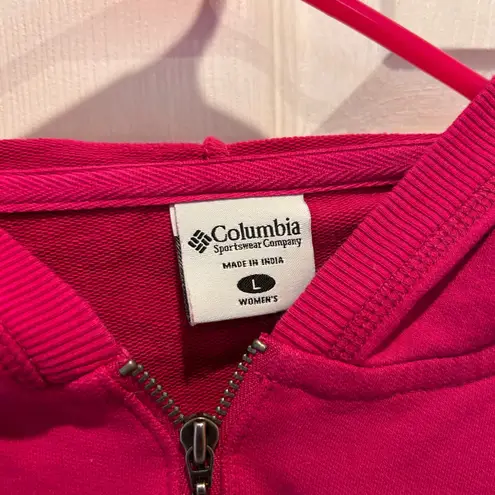 Columbia
Sportswear Company
MADE IN INDIA
L
WOMEN'S